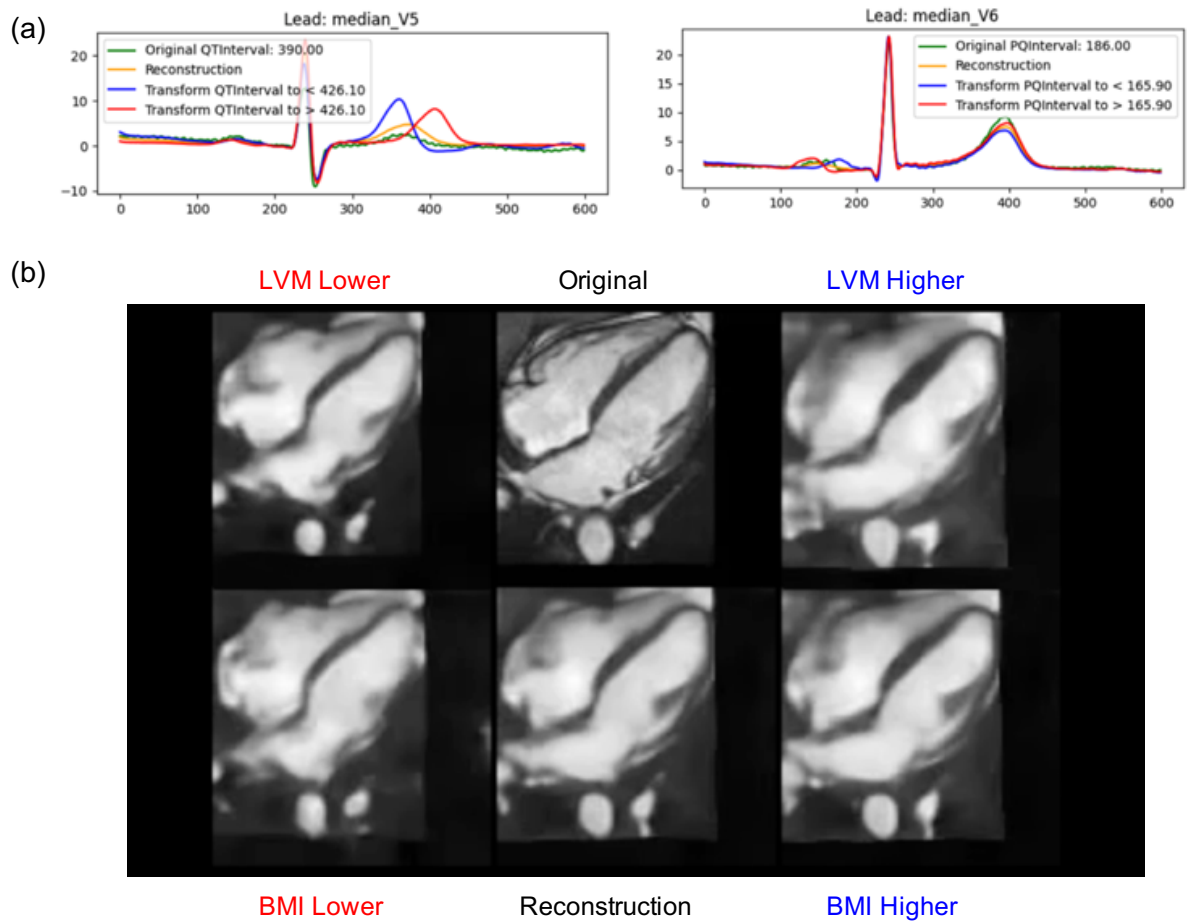 (a)
Lead: median_V5
20
10
0
−10
0 100 200 300 400 500 600
Original QTInterval: 390.00
Reconstruction
Transform QTInterval to < 426.10
Transform QTInterval to > 426.10
Lead: median_V6
20
15
10
5
0
0 100 200 300 400 500 600
Original PQInterval: 186.00
Reconstruction
Transform PQInterval to < 165.90
Transform PQInterval to > 165.90
(b)
LVM Lower Original LVM Higher
BMI Lower Reconstruction BMI Higher